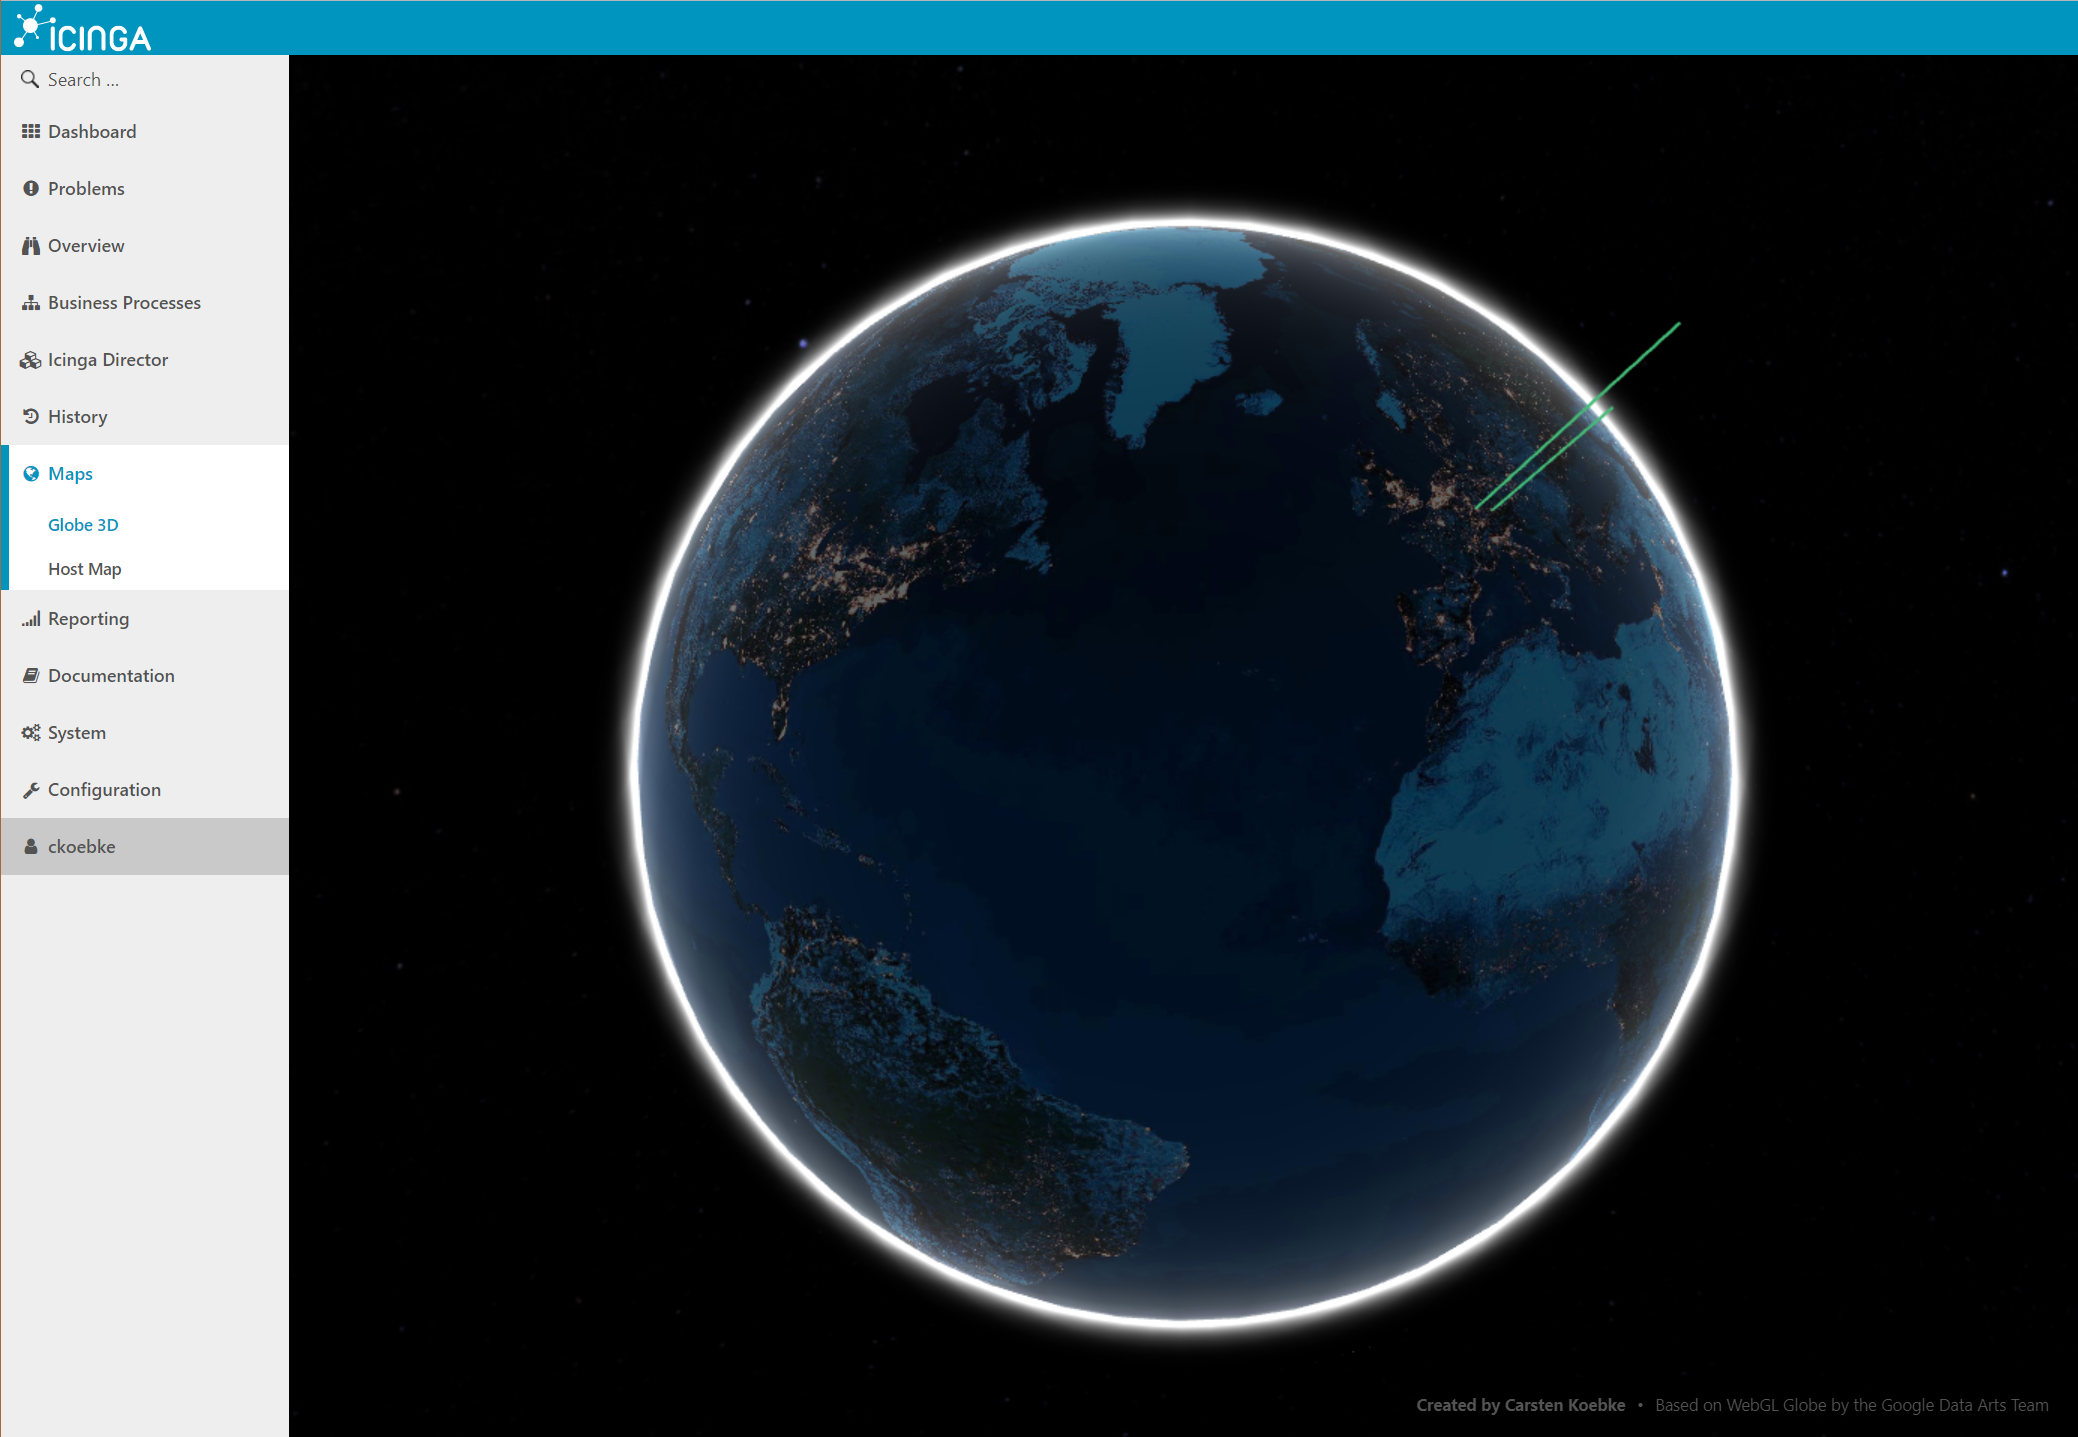 ICINGA
Search ...
Dashboard
Problems
Overview
Business Processes
Icinga Director
History
Maps
Globe 3D
Host Map
Reporting
Documentation
System
Configuration
ckoebke
Created by Carsten Koebke • Based on WebGL Globe by the Google Data Arts Team